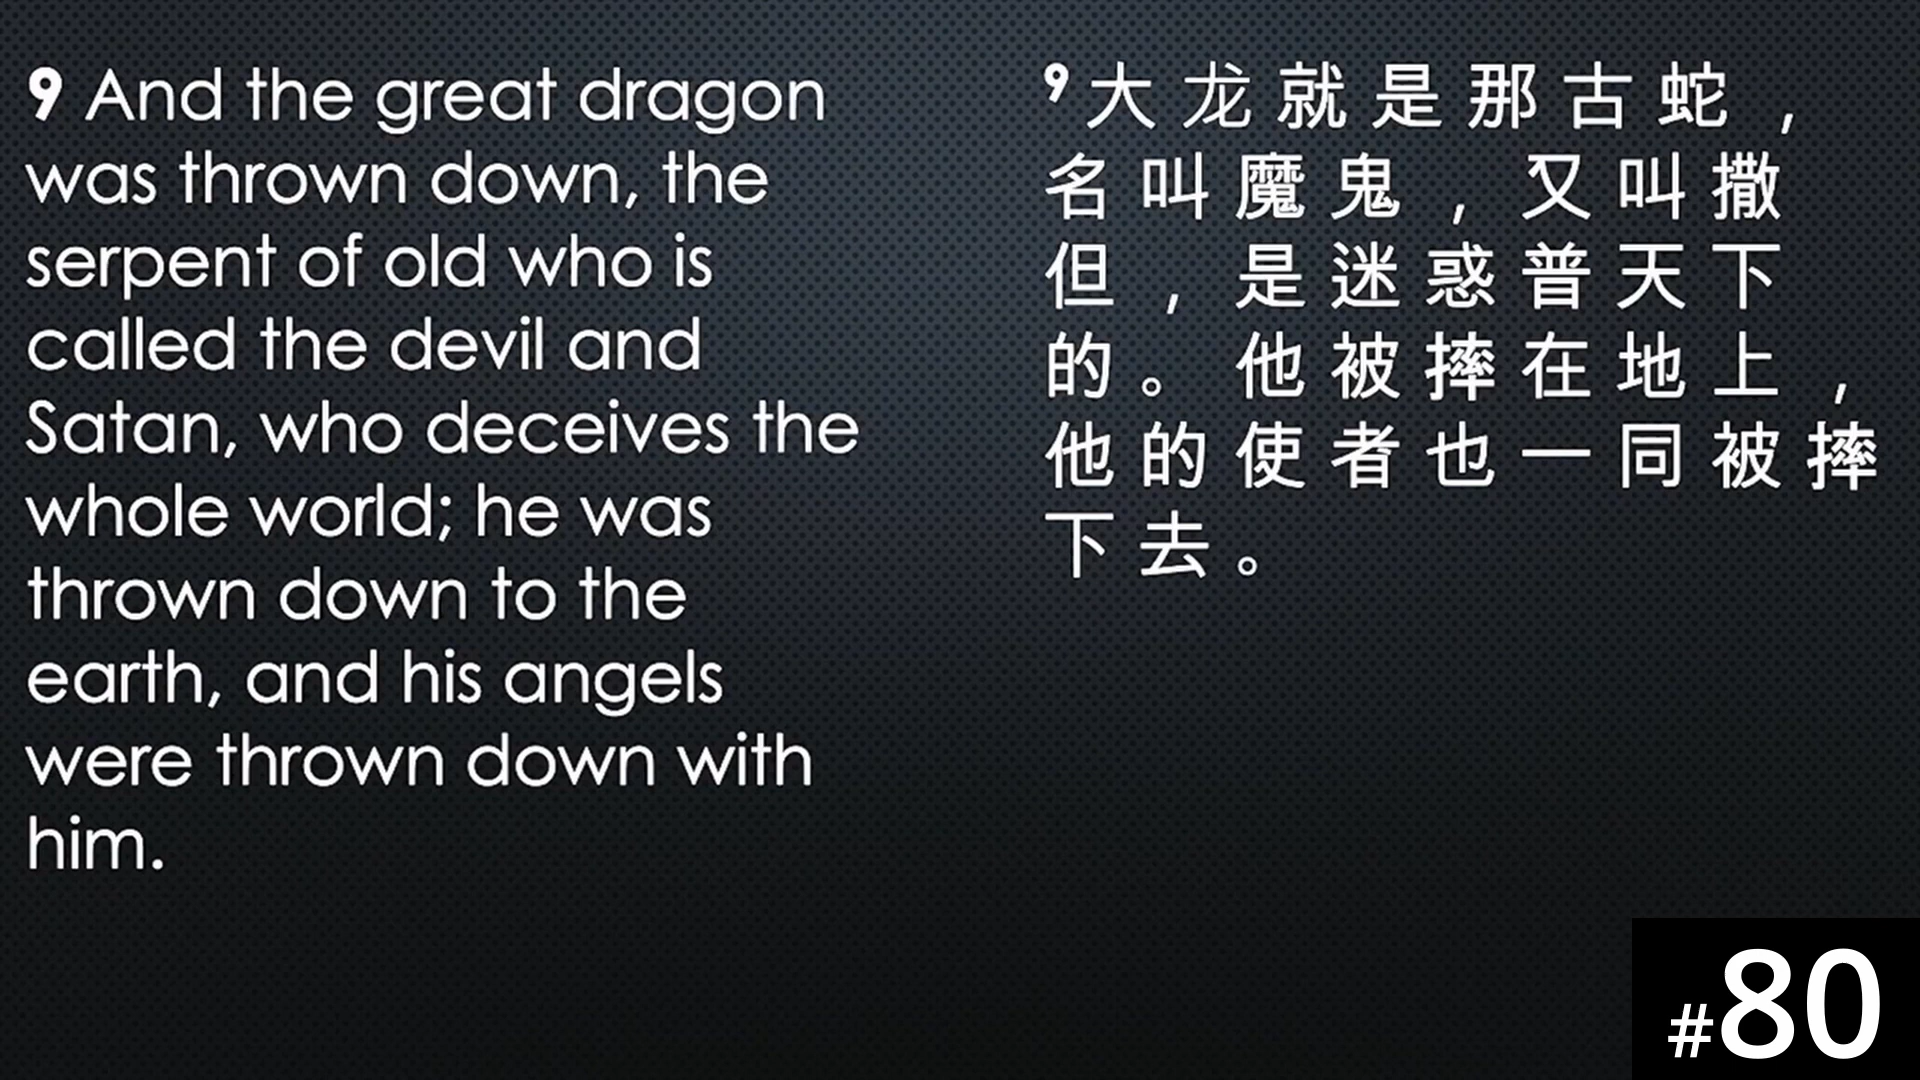 9 And the great dragon
was thrown down, the
serpent of old who is
called the devil and
Satan, who deceives the
whole world; he was
thrown down to the
earth, and his angels
were thrown down with
him.
9 大 龙 就 是 那 古 蛇 ，
名 叫 魔 鬼 ， 又 叫 撒
但 ， 是 迷 惑 普 天 下
的 。 他 被 摔 在 地 上 ，
他 的 使 者 也 一 同 被 摔
下 去 。
#80